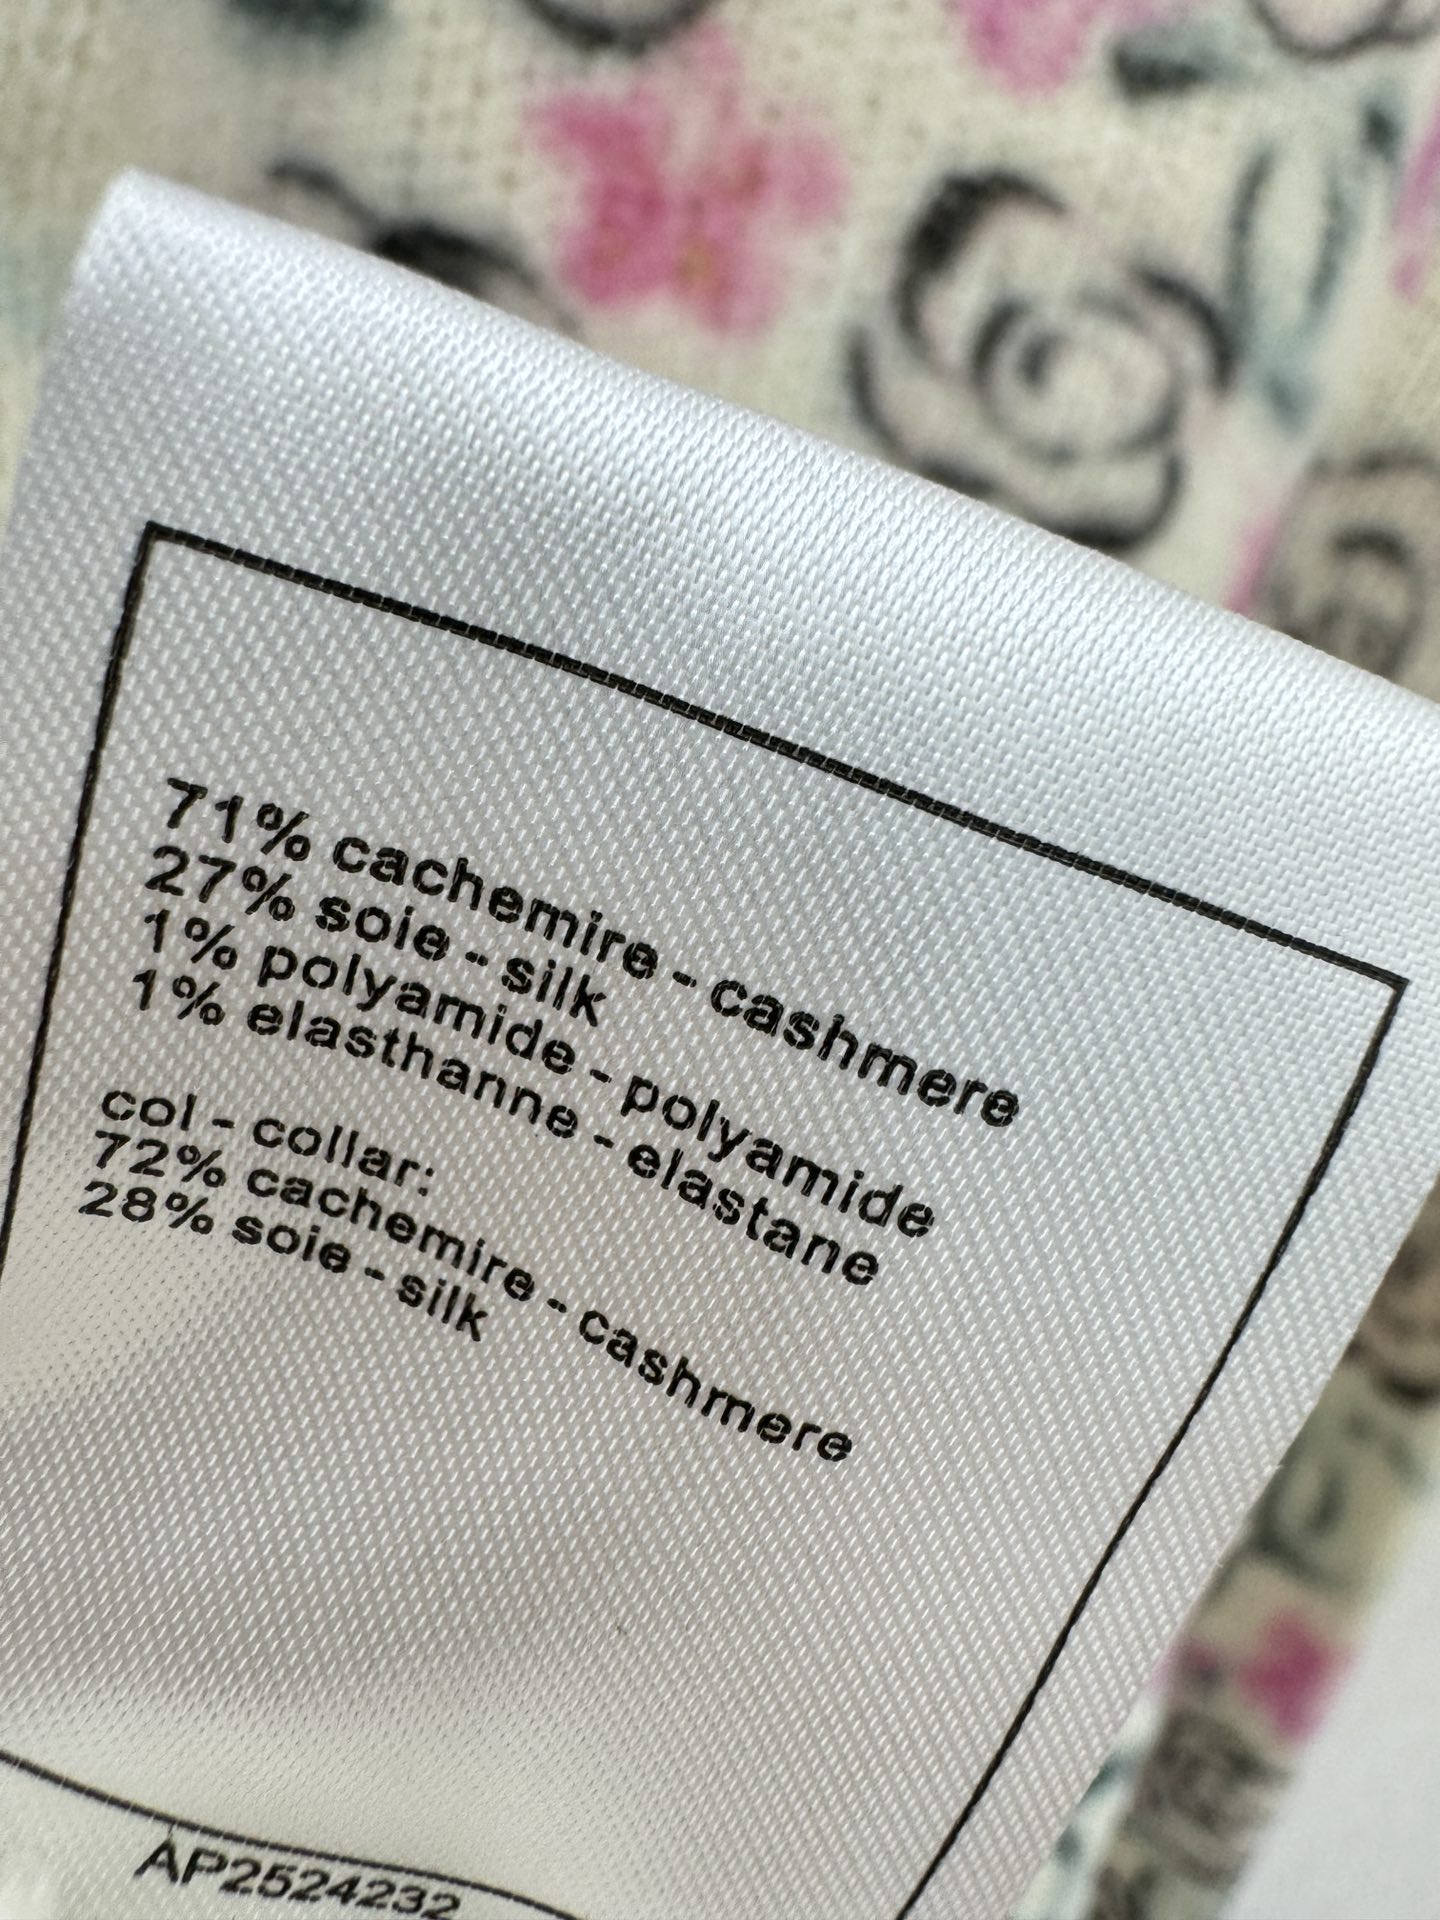 71% cachemire - cashmere
27% soie - silk
1% polyamide - polyamide
1% elasthanne - elastane
col - collar:
72% cachemire - cashmere
28% soie - silk
AP2524232